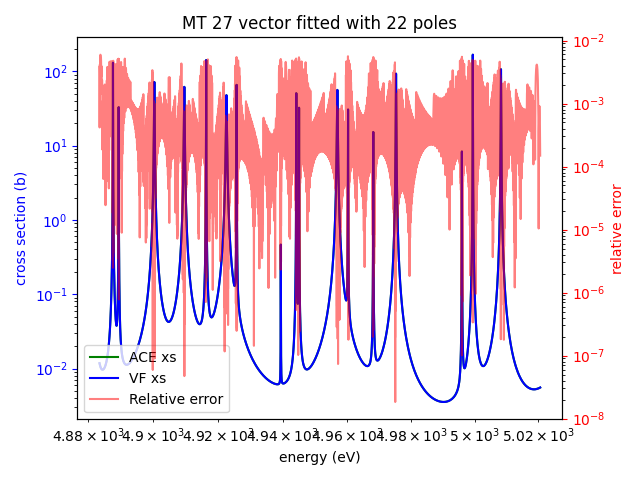 MT 27 vector fitted with 22 poles
cross section (b)
10²
10¹
10⁰
10⁻¹
10⁻²
10⁻²
10⁻³
10⁻⁴
10⁻⁵
10⁻⁶
10⁻⁷
10⁻⁸
relative error
ACE xs
VF xs
Relative error
4.88 × 10³ 4.9 × 10³ 4.92 × 10³ 4.94 × 10³ 4.96 × 10³ 4.98 × 10³ 5 × 10³ 5.02 × 10³
energy (eV)